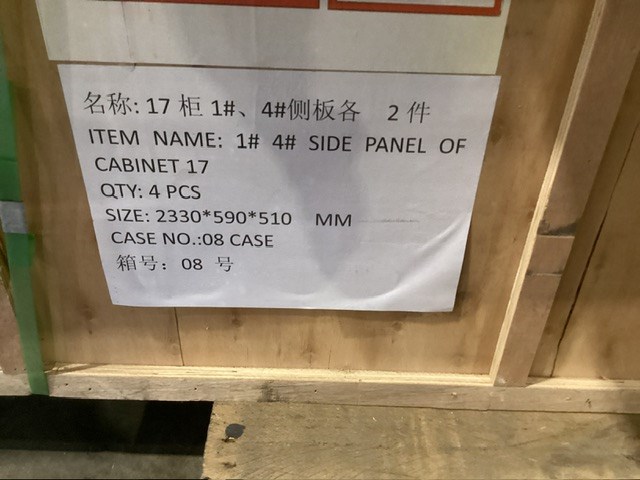 名称: 17 柜 1#、4#侧板各 2 件
ITEM NAME: 1# 4# SIDE PANEL OF
CABINET 17
QTY: 4 PCS
SIZE: 2330*590*510 MM
CASE NO.:08 CASE
箱号: 08 号